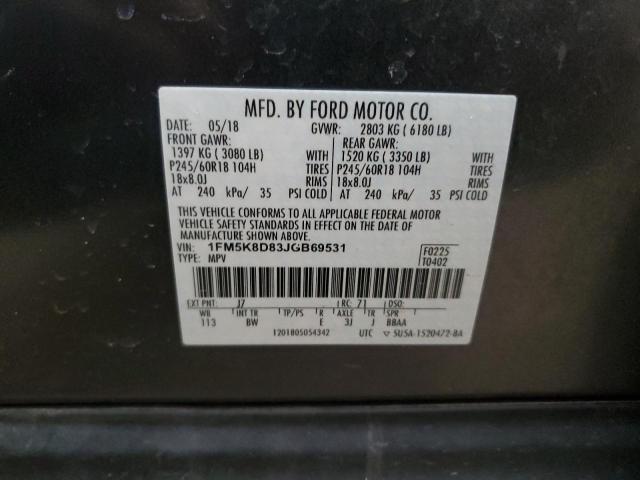 MFD. BY FORD MOTOR CO.
DATE: 05/18 GVWR: 2803 KG ( 6180 LB)
FRONT GAWR: REAR GAWR:
1397 KG ( 3080 LB) WITH 1520 KG ( 3350 LB) WITH
P245/60R18 104H TIRES P245/60R18 104H TIRES
18x8.0J RIMS 18x8.0J RIMS
AT 240 kPa/ 35 PSI COLD AT 240 kPa/ 35 PSI COLD
THIS VEHICLE CONFORMS TO ALL APPLICABLE FEDERAL MOTOR
VEHICLE SAFETY STANDARDS IN EFFECT ON THE DATE OF
MANUFACTURE SHOWN ABOVE.
VIN: 1FM5K8D83JGB69531 F0225
TYPE: MPV T0402
EXT PNT: J7 RC: 71 DSO:
WB INT TR TP/PS R AXLE TR SPR
113 BW E 3J J BBAA
1201805054342 UTC ▽ 5U5A-1520472-BA